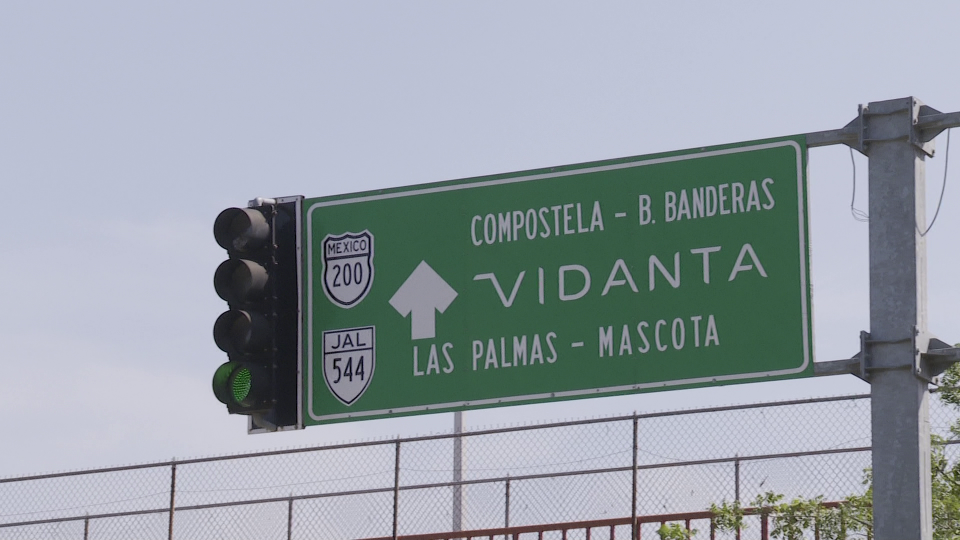 MEXICO
200
JAL
544
COMPOSTELA - B. BANDERAS
VIDANTA
LAS PALMAS - MASCOTA